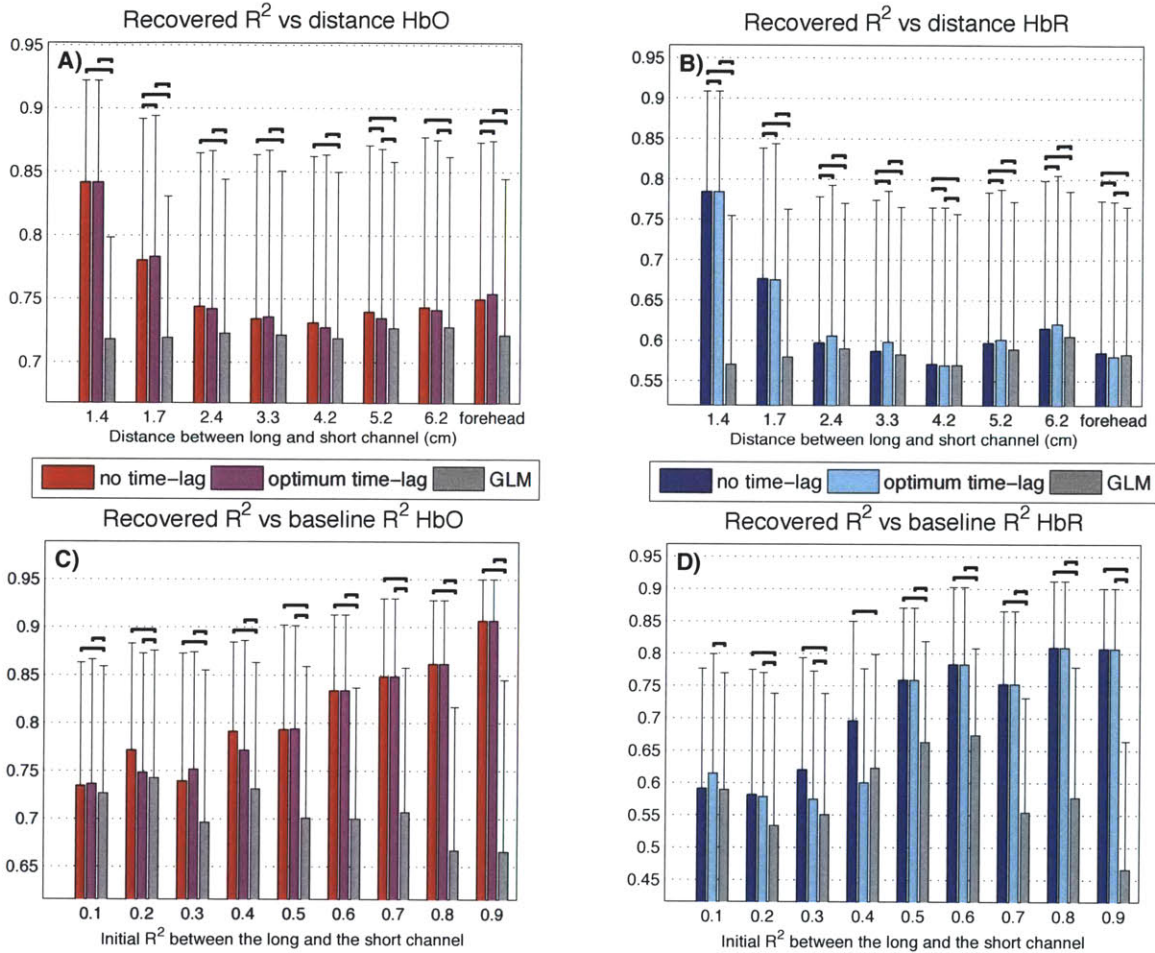 Recovered R² vs distance HbO
A)
0.95
0.9
0.85
0.8
0.75
0.7
1.4 1.7 2.4 3.3 4.2 5.2 6.2 forehead
Distance between long and short channel (cm)
no time-lag optimum time-lag GLM
Recovered R² vs distance HbR
B)
0.95
0.9
0.85
0.8
0.75
0.7
0.65
0.6
0.55
1.4 1.7 2.4 3.3 4.2 5.2 6.2 forehead
Distance between long and short channel (cm)
no time-lag optimum time-lag GLM
Recovered R² vs baseline R² HbO
C)
0.95
0.9
0.85
0.8
0.75
0.7
0.65
0.1 0.2 0.3 0.4 0.5 0.6 0.7 0.8 0.9
Initial R² between the long and the short channel
Recovered R² vs baseline R² HbR
D)
0.95
0.9
0.85
0.8
0.75
0.7
0.65
0.6
0.55
0.5
0.45
0.1 0.2 0.3 0.4 0.5 0.6 0.7 0.8 0.9
Initial R² between the long and the short channel